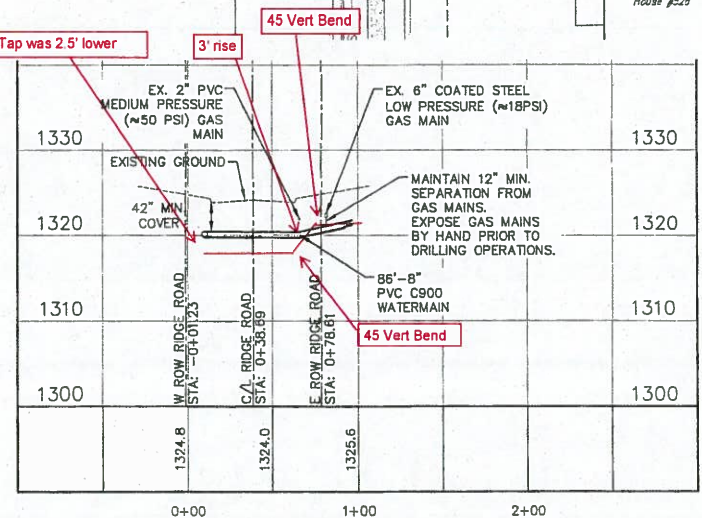 House #525
45 Vert Bend
Tap was 2.5' lower
3' rise
EX. 2" PVC
MEDIUM PRESSURE
(≈50 PSI) GAS
MAIN
EX. 6" COATED STEEL
LOW PRESSURE (≈18PSI)
GAS MAIN
1330
1330
EXISTING GROUND
MAINTAIN 12" MIN.
SEPARATION FROM
GAS MAINS.
EXPOSE GAS MAINS
BY HAND PRIOR TO
DRILLING OPERATIONS.
42" MIN
COVER
1320
1320
86'-8"
PVC C900
WATERMAIN
1310
1310
45 Vert Bend
W ROW RIDGE ROAD
STA: -0+01.23
C/L RIDGE ROAD
STA: 0+38.69
E ROW RIDGE ROAD
STA: 0+78.61
1300
1300
1324.8
1324.0
1325.6
0+00
1+00
2+00